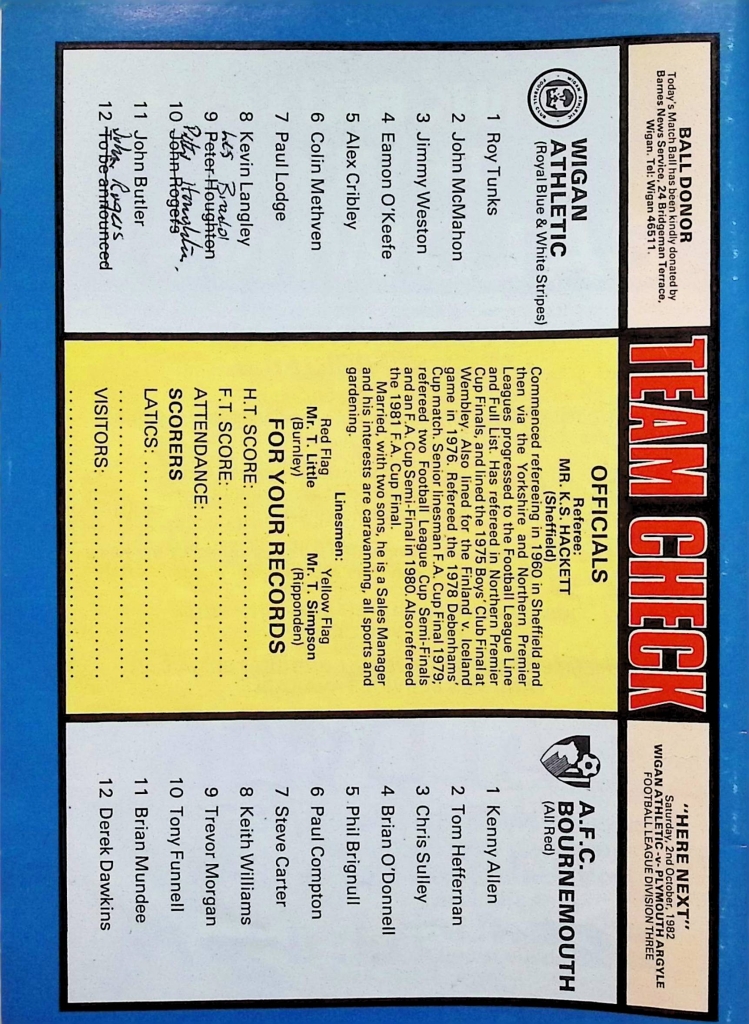 BALL DONOR
Today's Match Ball has been kindly donated by
Barnes News Service, 24 Bridgeman Terrace,
Wigan. Tel: Wigan 46511.
TEAM CHECK
"HERE NEXT"
Saturday, 2nd October, 1982
WIGAN ATHLETIC -v- PLYMOUTH ARGYLE
FOOTBALL LEAGUE DIVISION THREE
WIGAN
ATHLETIC
(Royal Blue & White Stripes)
1 Roy Tunks
2 John McMahon
3 Jimmy Weston
4 Eamon O'Keefe
5 Alex Cribley
6 Colin Methven
7 Paul Lodge
8 Kevin Langley
Les Bradd
9 Peter Houghton
Peter Houghton,
10 John Rogers
11 John Butler
John Rogers
12 To be announced
OFFICIALS
Referee:
MR. K.S. HACKETT
(Sheffield)
Commenced refereeing in 1960 in Sheffield and
then via the Yorkshire and Northern Premier
Leagues progressed to the Football League Line
and Full List. Has refereed in Northern Premier
Cup Finals, and lined the 1975 Boys' Club Final at
Wembley. Also lined for the Finland v. Iceland
game in 1976. Refereed the 1978 Debenhams'
Cup match. Senior linesman F.A. Cup Final 1979;
refereed two Football League Cup Semi-Finals
and an F.A. Cup Semi-Final in 1980. Also refereed
the 1981 F.A. Cup Final.
Married, with two sons, he is a Sales Manager
and his interests are caravanning, all sports and
gardening.
Linesmen:
Red Flag Yellow Flag
Mr. T. Little Mr. T. Simpson
(Burnley) (Ripponden)
FOR YOUR RECORDS
H.T. SCORE: ..............................
F.T. SCORE: ..............................
ATTENDANCE ..............................
SCORERS
LATICS: ..............................
..............................
VISITORS: ..............................
..............................
A.F.C.
BOURNEMOUTH
(All Red)
1 Kenny Allen
2 Tom Heffernan
3 Chris Sulley
4 Brian O'Donnell
5 Phil Brignull
6 Paul Compton
7 Steve Carter
8 Keith Williams
9 Trevor Morgan
10 Tony Funnell
11 Brian Mundee
12 Derek Dawkins